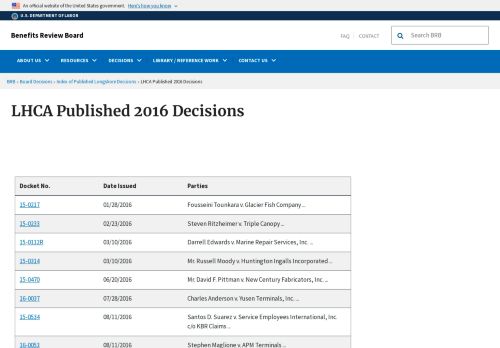 An official website of the United States government. Here's how you know
U.S. DEPARTMENT OF LABOR
Benefits Review Board
FAQ
CONTACT
Search BRB
ABOUT US
RESOURCES
DECISIONS
LIBRARY / REFERENCE WORK
CONTACT US
BRB » Board Decisions » Index of Published Longshore Decisions » LHCA Published 2016 Decisions
LHCA Published 2016 Decisions
Docket No. Date Issued Parties
15-0217 01/28/2016 Fousseini Tounkara v. Glacier Fish Company ...
15-0233 02/23/2016 Steven Ritzheimer v. Triple Canopy ...
15-0112R 03/10/2016 Darrell Edwards v. Marine Repair Services, Inc. ...
15-0314 03/10/2016 Mr. Russell Moody v. Huntington Ingalls Incorporated ...
15-0470 06/20/2016 Mr. David F. Pittman v. New Century Fabricators, Inc. ...
16-0037 07/28/2016 Charles Anderson v. Yusen Terminals, Inc. ...
15-0534 08/11/2016 Santos D. Suarez v. Service Employees International, Inc.
c/o KBR Claims ...
16-0053 08/11/2016 Stephen Maglione v. APM Terminals ...